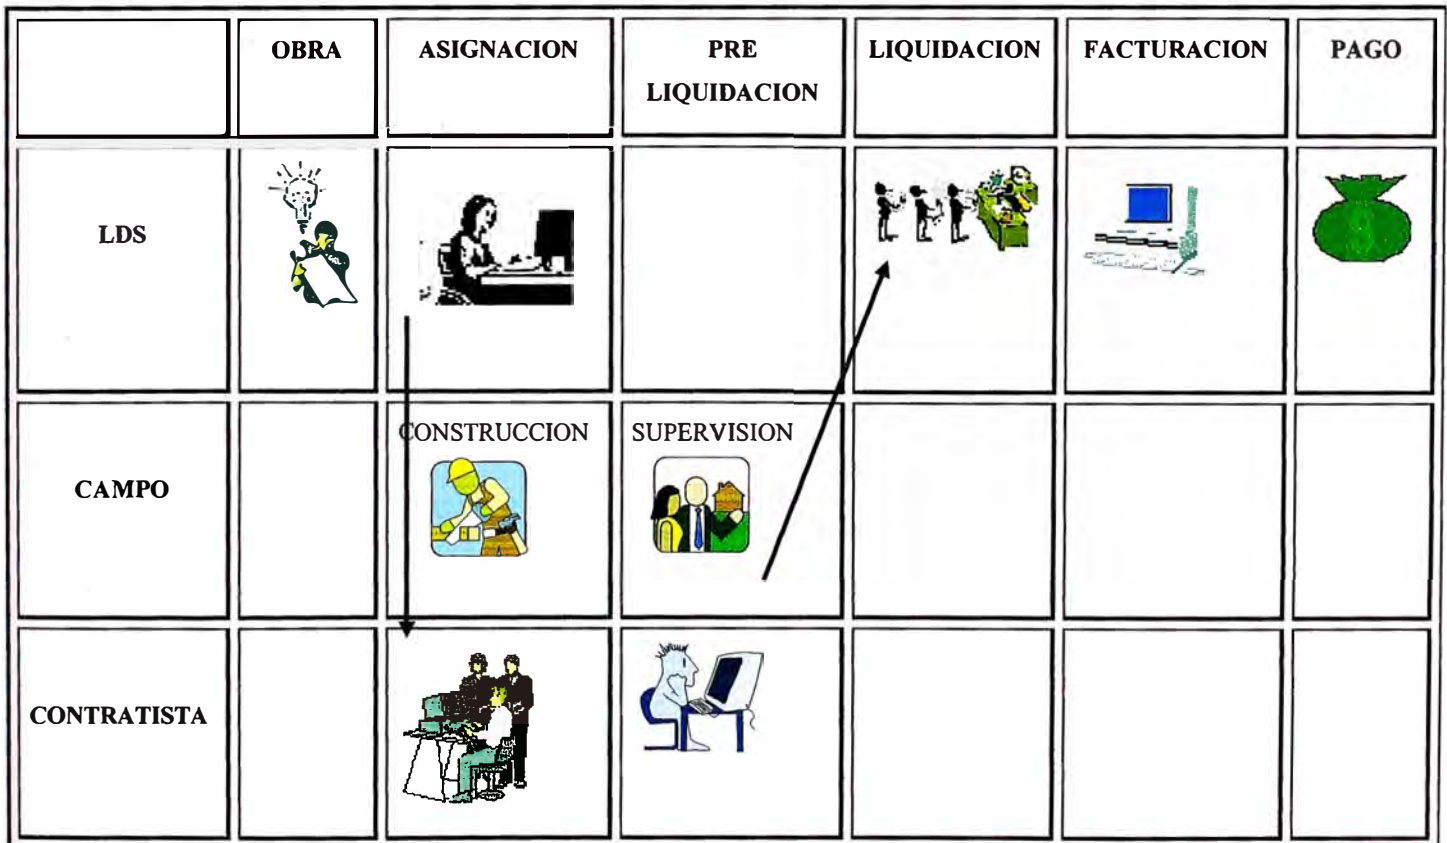 OBRA
ASIGNACION
PRE
LIQUIDACION
LIQUIDACION
FACTURACION
PAGO
LDS
CAMPO
CONSTRUCCION
SUPERVISION
CONTRATISTA